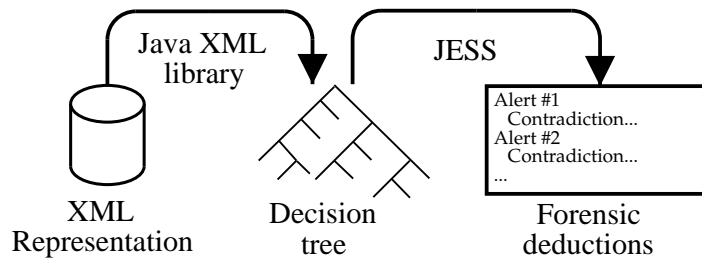 Java XML
library
JESS
Alert #1
Contradiction...
Alert #2
Contradiction...
...
XML
Representation
Decision
tree
Forensic
deductions